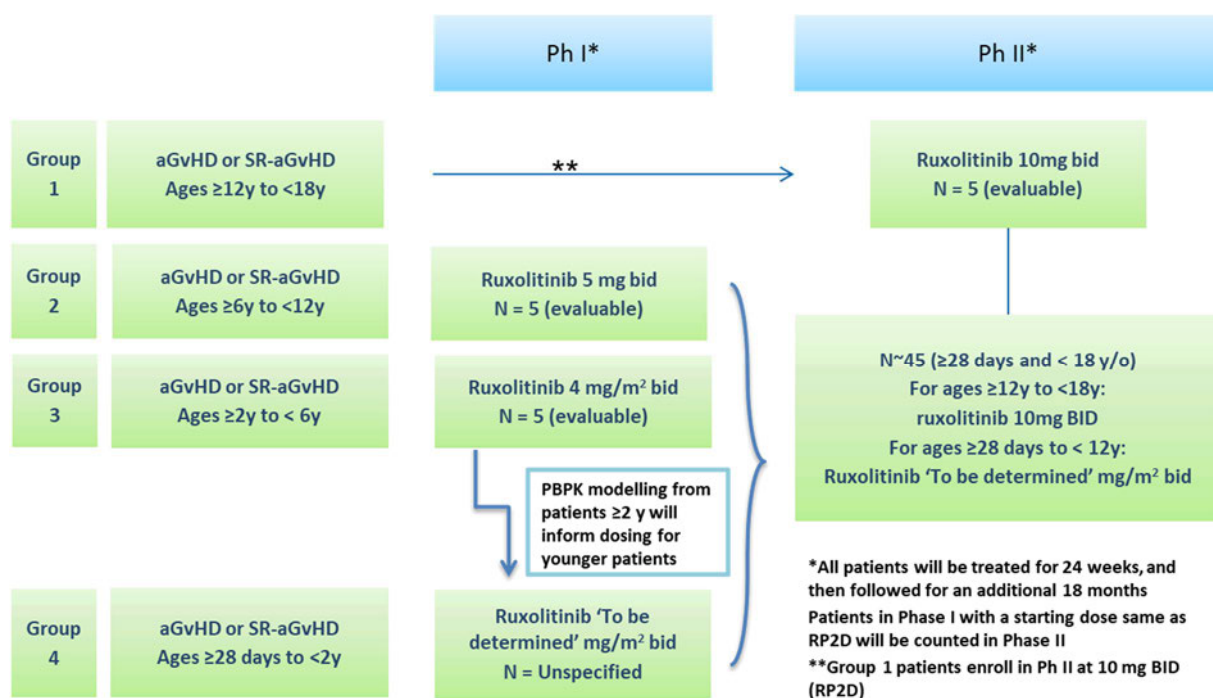 Ph I*
Ph II*
Group
1
aGvHD or SR-aGvHD
Ages ≥12y to <18y
**
Ruxolitinib 10mg bid
N = 5 (evaluable)
Group
2
aGvHD or SR-aGvHD
Ages ≥6y to <12y
Ruxolitinib 5 mg bid
N = 5 (evaluable)
Group
3
aGvHD or SR-aGvHD
Ages ≥2y to < 6y
Ruxolitinib 4 mg/m² bid
N = 5 (evaluable)
N~45 (≥28 days and < 18 y/o)
For ages ≥12y to <18y:
ruxolitinib 10mg BID
For ages ≥28 days to < 12y:
Ruxolitinib ‘To be determined’ mg/m² bid
PBPK modelling from
patients ≥2 y will
inform dosing for
younger patients
Group
4
aGvHD or SR-aGvHD
Ages ≥28 days to <2y
Ruxolitinib ‘To be
determined’ mg/m² bid
N = Unspecified
*All patients will be treated for 24 weeks, and
then followed for an additional 18 months
Patients in Phase I with a starting dose same as
RP2D will be counted in Phase II
**Group 1 patients enroll in Ph II at 10 mg BID
(RP2D)